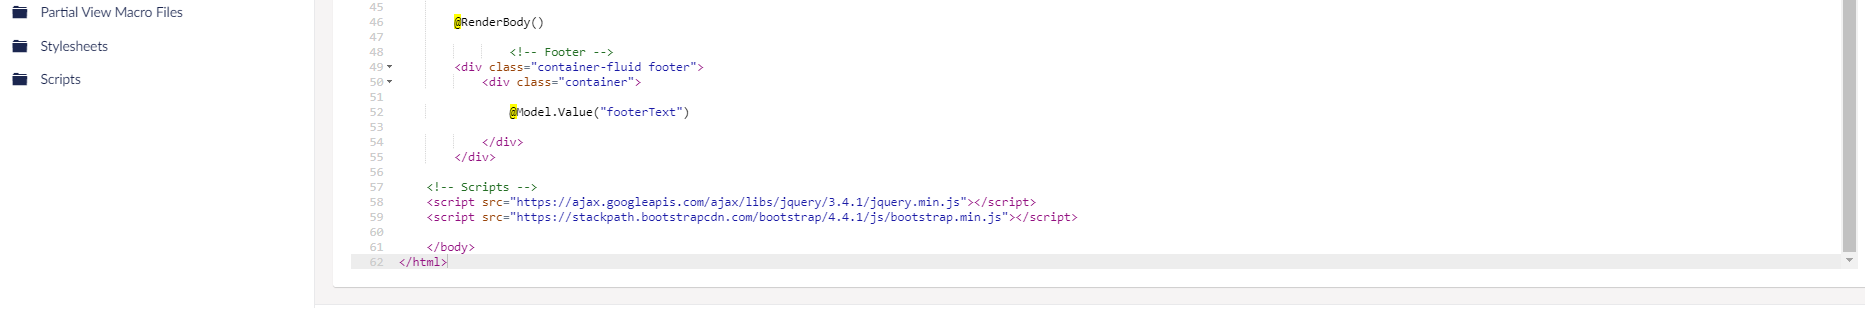 Partial View Macro Files
Stylesheets
Scripts
45
46 @RenderBody()
47
48 <!-- Footer -->
49 <div class="container-fluid footer">
50 <div class="container">
51
52 @Model.Value("footerText")
53
54 </div>
55 </div>
56
57 <!-- Scripts -->
58 <script src="https://ajax.googleapis.com/ajax/libs/jquery/3.4.1/jquery.min.js"></script>
59 <script src="https://stackpath.bootstrapcdn.com/bootstrap/4.4.1/js/bootstrap.min.js"></script>
60
61 </body>
62 </html>